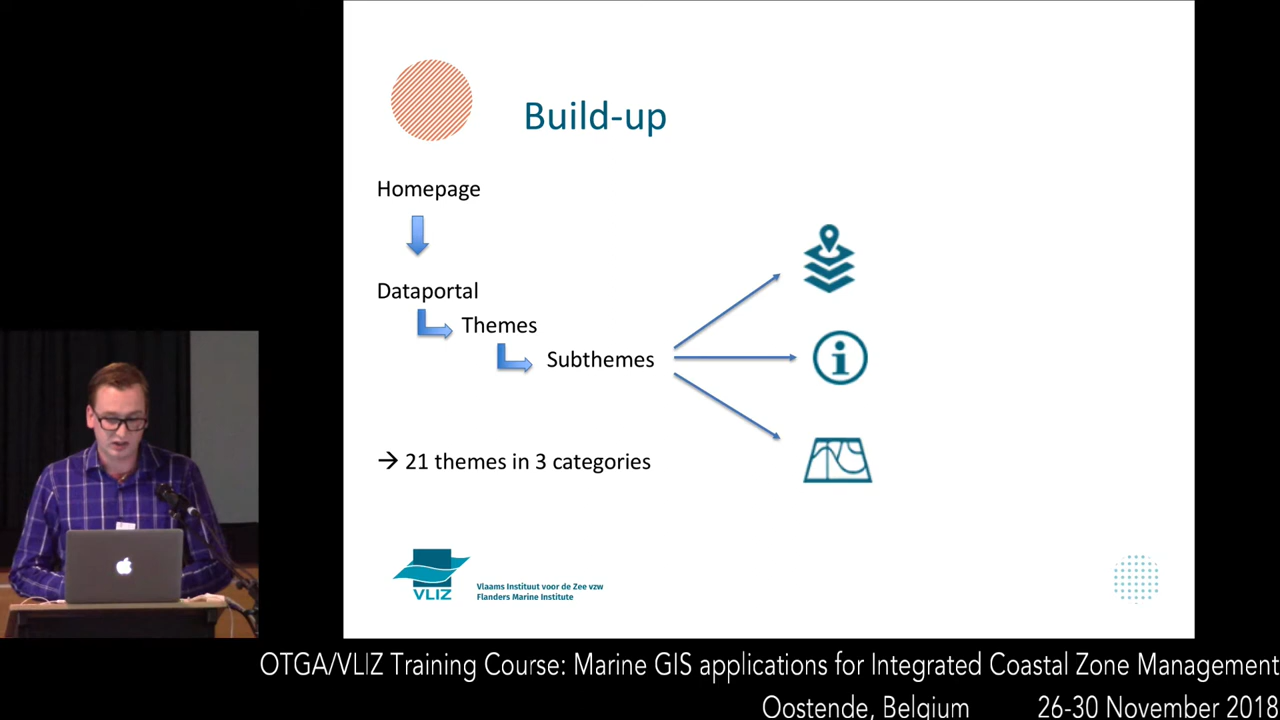 Build-up
Homepage
Dataportal
Themes
Subthemes
→ 21 themes in 3 categories
VLIZ
Vlaams Instituut voor de Zee vzw
Flanders Marine Institute
OTGA/VLIZ Training Course: Marine GIS applications for Integrated Coastal Zone Management
Oostende, Belgium 26-30 November 2018